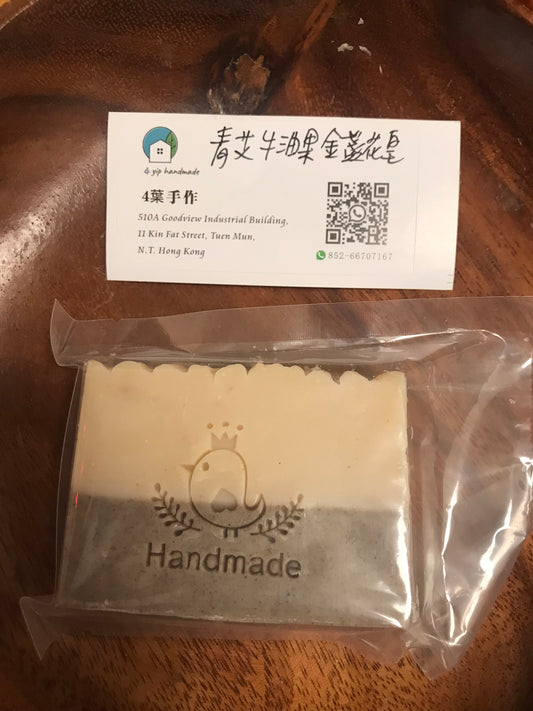 青艾牛油果金盞花皂
4 yip handmade
4葉手作
510A Goodview Industrial Building,
11 Kin Fat Street, Tuen Mun,
N.T. Hong Kong
852-66707167
Handmade